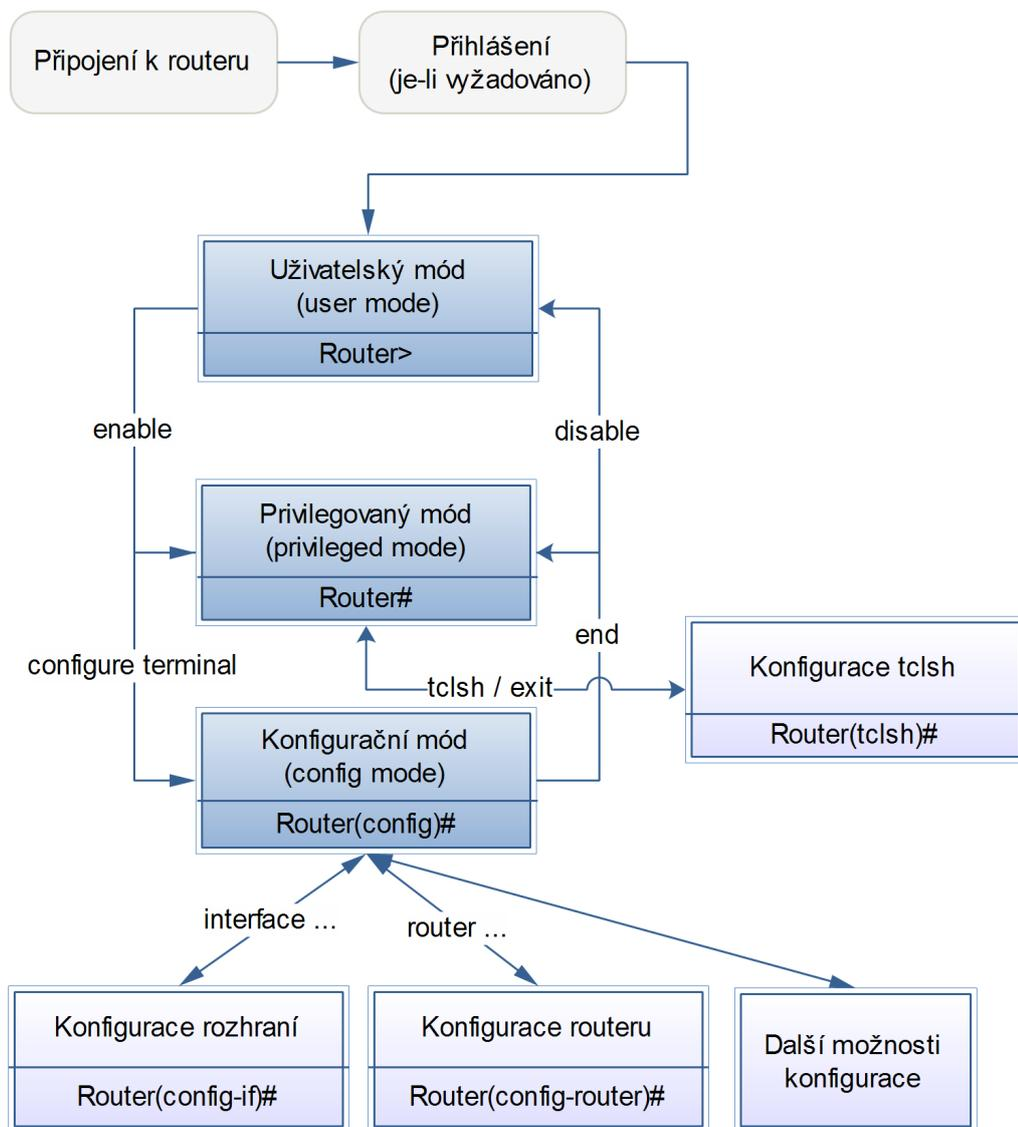 Připojení k routeru
Přihlášení
(je-li vyžadováno)
Uživatelský mód
(user mode)
Router>
enable
disable
Privilegovaný mód
(privileged mode)
Router#
end
configure terminal
tclsh / exit
Konfigurace tclsh
Router(tclsh)#
Konfigurační mód
(config mode)
Router(config)#
interface ...
router ...
Konfigurace rozhraní
Router(config-if)#
Konfigurace routeru
Router(config-router)#
Další možnosti
konfigurace